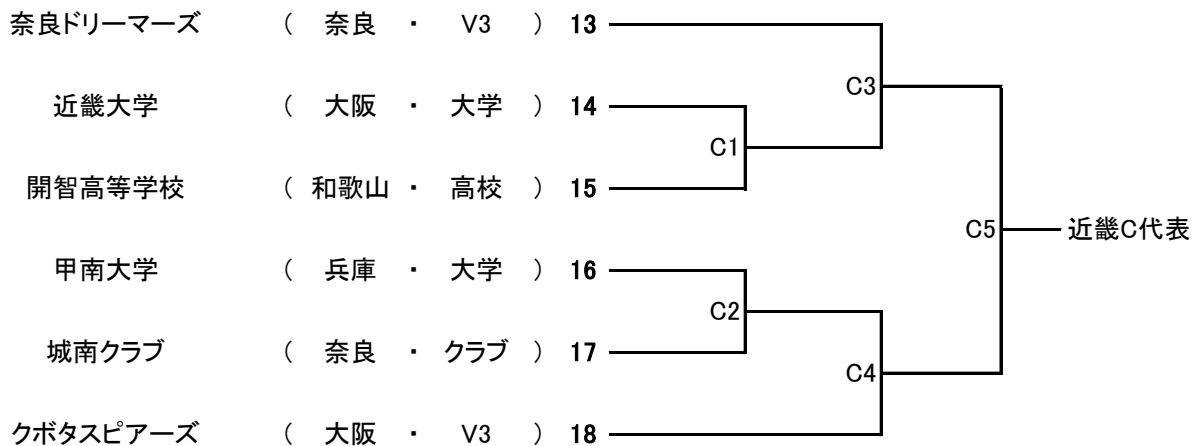 奈良ドリーマーズ ( 奈良 ・ V3 ) 13
C3
近畿大学 ( 大阪 ・ 大学 ) 14
C1
開智高等学校 ( 和歌山 ・ 高校 ) 15
C5 近畿C代表
甲南大学 ( 兵庫 ・ 大学 ) 16
C2
城南クラブ ( 奈良 ・ クラブ ) 17
C4
クボタスピアーズ ( 大阪 ・ V3 ) 18